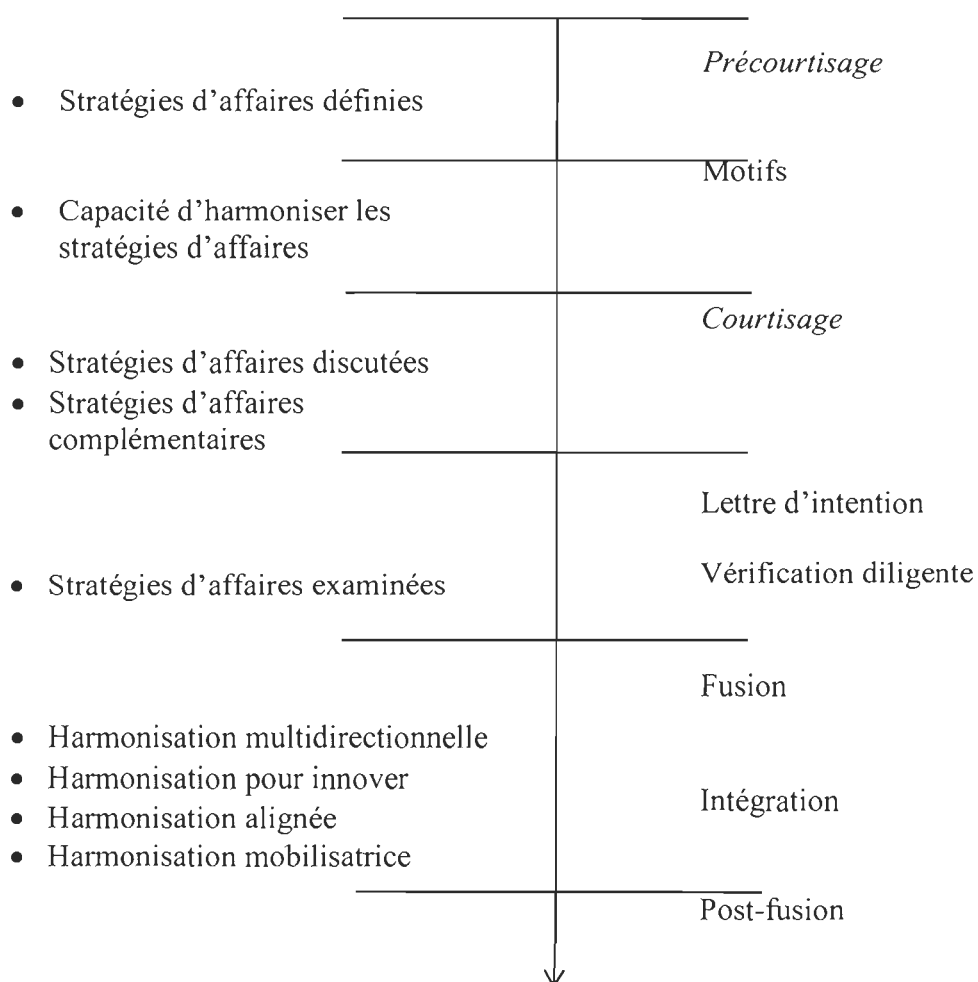 Précourtisage
• Stratégies d'affaires définies
Motifs
• Capacité d'harmoniser les
stratégies d'affaires
Courtisage
• Stratégies d'affaires discutées
• Stratégies d'affaires
complémentaires
Lettre d'intention
Vérification diligente
• Stratégies d'affaires examinées
Fusion
• Harmonisation multidirectionnelle
• Harmonisation pour innover
Intégration
• Harmonisation alignée
• Harmonisation mobilisatrice
Post-fusion